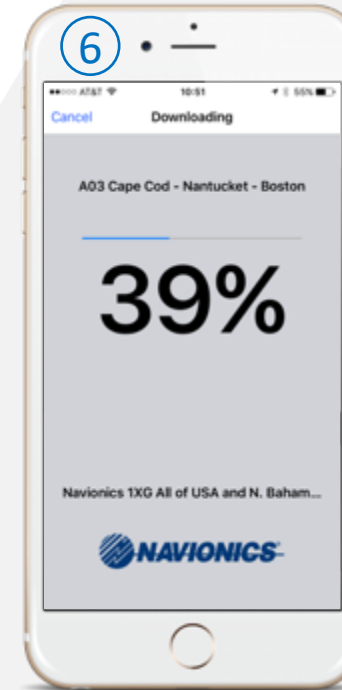 6
AT&T 10:51 55%
Cancel Downloading
A03 Cape Cod - Nantucket - Boston
39%
Navionics 1XG All of USA and N. Baham...
NAVIONICS